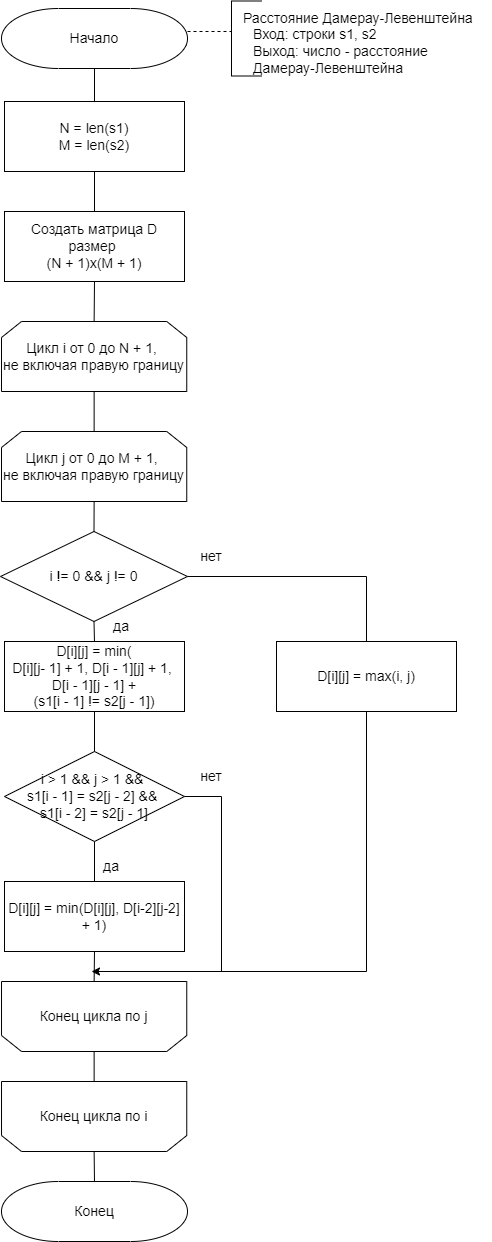 Начало
Расстояние Дамерау-Левенштейна
Вход: строки s1, s2
Выход: число - расстояние
Дамерау-Левенштейна
N = len(s1)
M = len(s2)
Создать матрица D
размер
(N + 1)x(M + 1)
Цикл i от 0 до N + 1,
не включая правую границу
Цикл j от 0 до M + 1,
не включая правую границу
i != 0 && j != 0
нет
да
D[i][j] = min(
D[i][j- 1] + 1, D[i - 1][j] + 1,
D[i - 1][j - 1] +
(s1[i - 1] != s2[j - 1])
D[i][j] = max(i, j)
i > 1 && j > 1 &&
s1[i - 1] = s2[j - 2] &&
s1[i - 2] = s2[j - 1]
нет
да
D[i][j] = min(D[i][j], D[i-2][j-2]
+ 1)
Конец цикла по j
Конец цикла по i
Конец